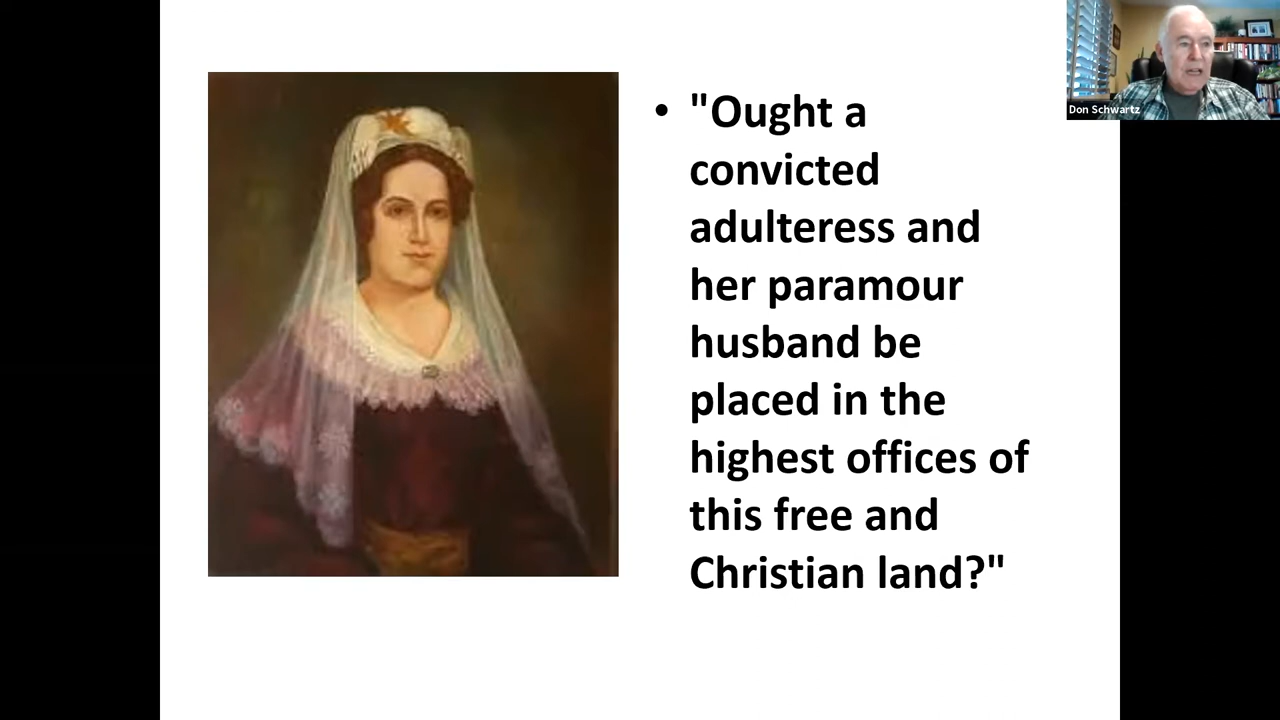 • "Ought a
convicted
adulteress and
her paramour
husband be
placed in the
highest offices of
this free and
Christian land?"
Don Schwartz